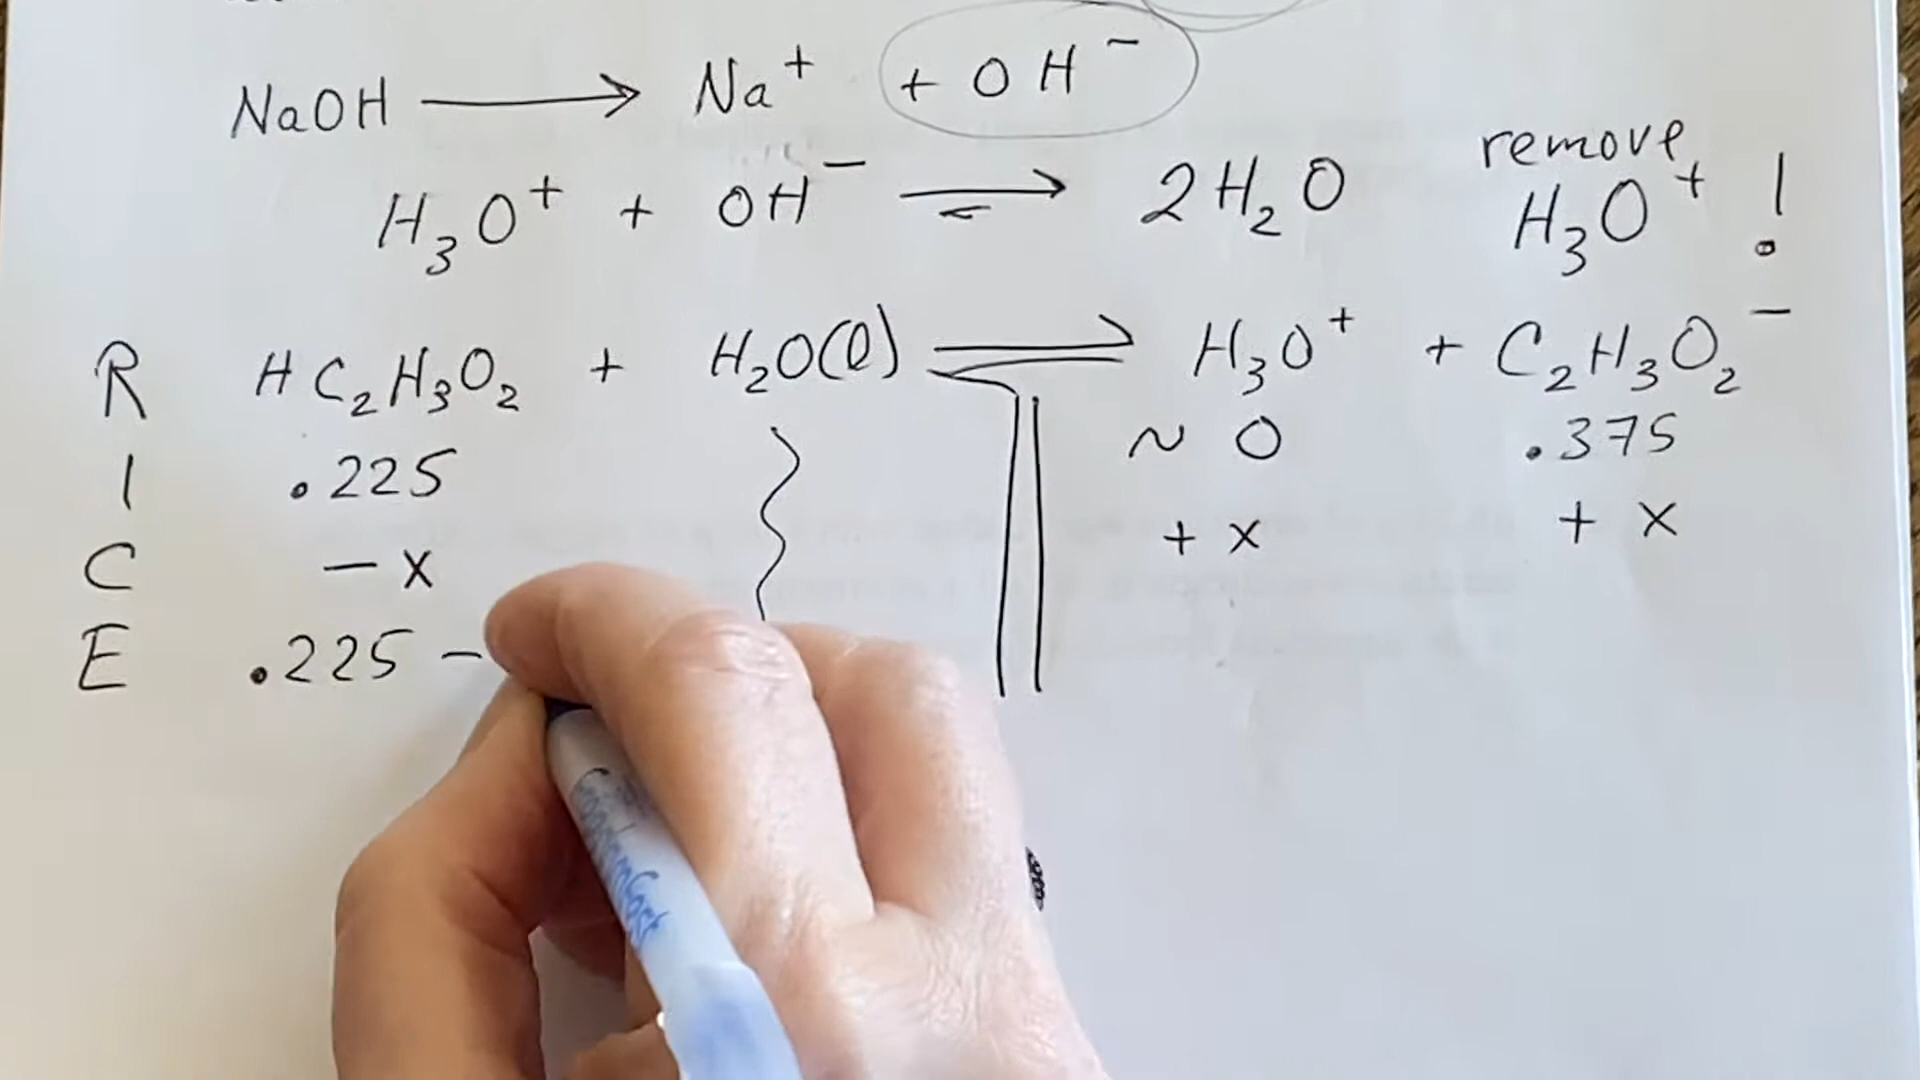 NaOH ⟶ Na⁺ + OH⁻
remove
H₃O⁺ + OH⁻ ⇌ 2H₂O H₃O⁺ !
R HC₂H₃O₂ + H₂O(l) ⇌ H₃O⁺ + C₂H₃O₂⁻
I .225 ~ 0 .375
C - x + x + x
E .225 -